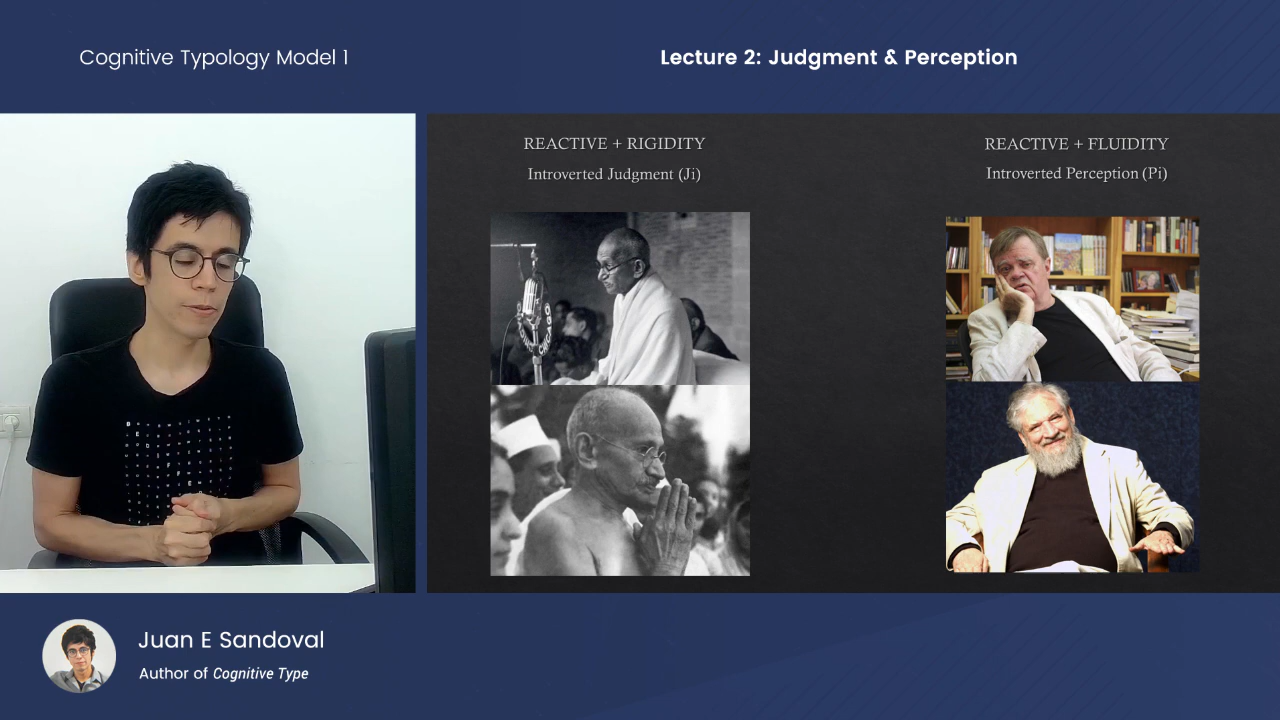 Cognitive Typology Model 1
Lecture 2: Judgment & Perception
REACTIVE + RIGIDITY
Introverted Judgment (Ji)
REACTIVE + FLUIDITY
Introverted Perception (Pi)
CHICAGO
Juan E Sandoval
Author of Cognitive Type